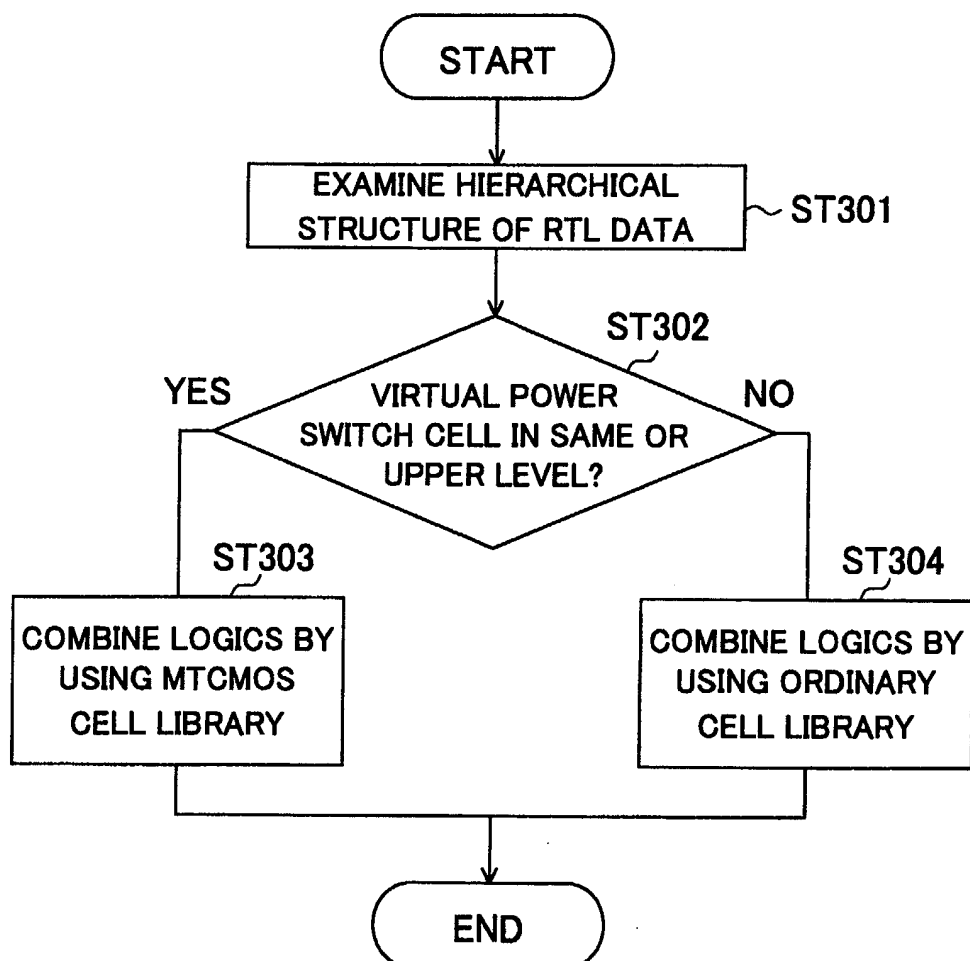 START
EXAMINE HIERARCHICAL
STRUCTURE OF RTL DATA
ST301
ST302
YES
NO
VIRTUAL POWER
SWITCH CELL IN SAME OR
UPPER LEVEL?
ST303
COMBINE LOGICS BY
USING MTCMOS
CELL LIBRARY
ST304
COMBINE LOGICS BY
USING ORDINARY
CELL LIBRARY
END